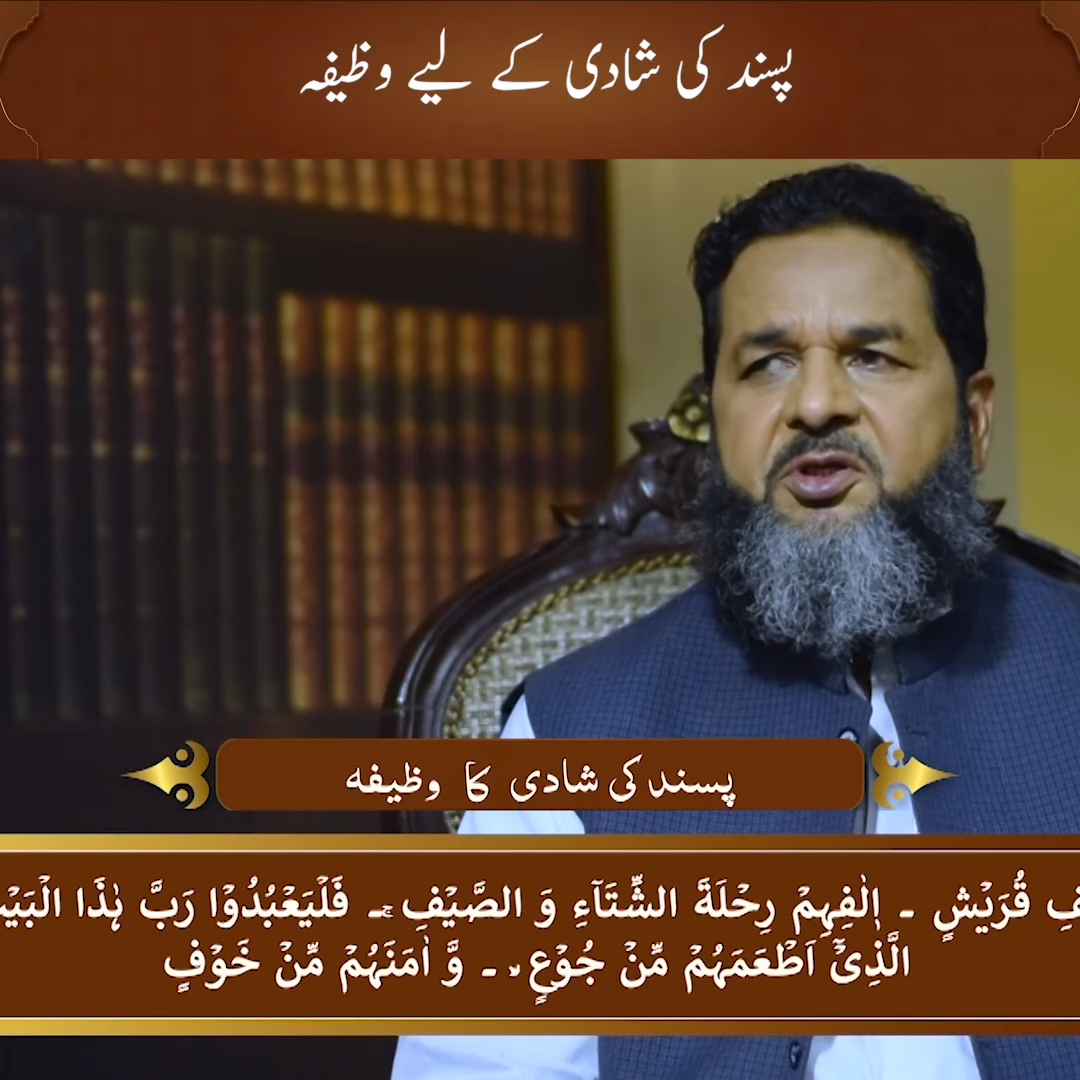 پسند کی شادی کے لیے وظیفہ
پسند کی شادی کا وظیفہ
قُرَیۡشٍ ۔ اٖلٰفِہِمۡ رِحۡلَۃَ الشِّتَآءِ وَ الصَّیۡفِ ۚ۔ فَلۡیَعۡبُدُوۡا رَبَّ ہٰذَا الۡبَیۡ
الَّذِیۡۤ اَطۡعَمَہُمۡ مِّنۡ جُوۡعٍ ۬ۙ ۔ وَّ اٰمَنَہُمۡ مِّنۡ خَوۡفٍ